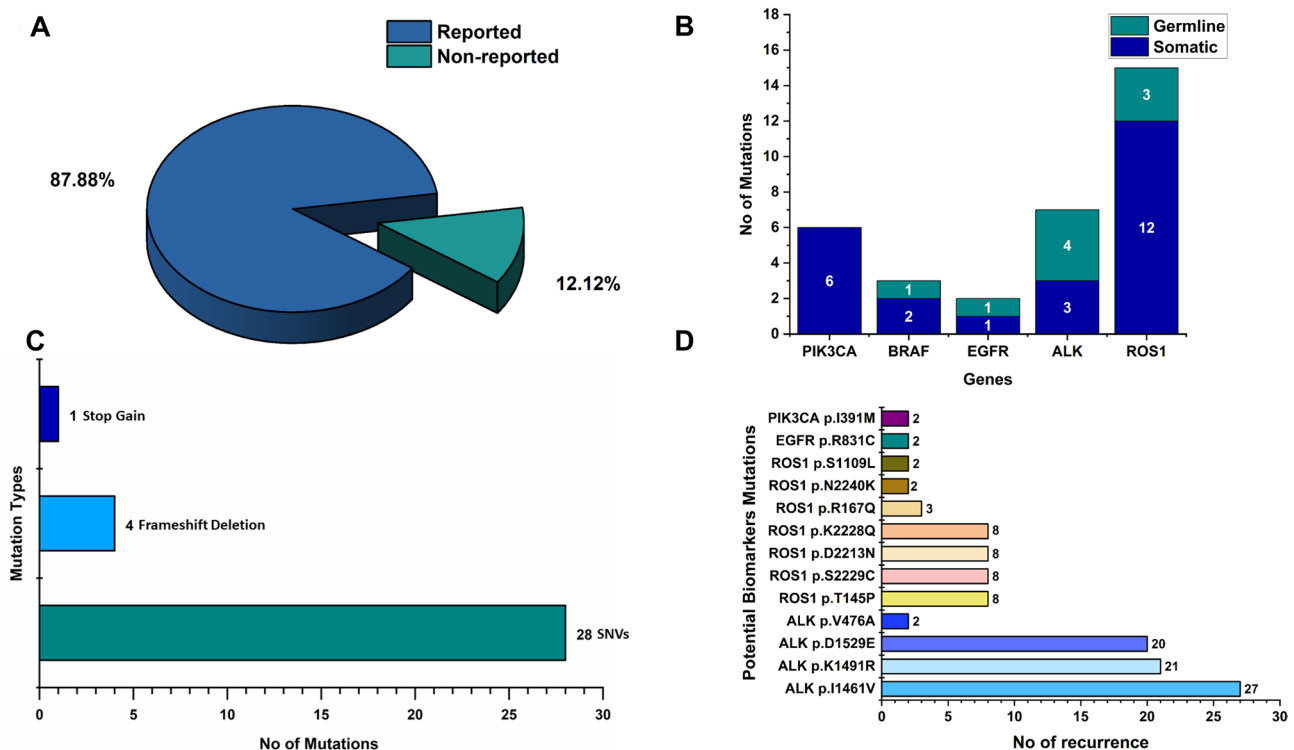 A
Reported
Non-reported
87.88%
12.12%
B
Germline
Somatic
No of Mutations
18
16
14
12
10
8
6
4
2
0
6
1
2
1
1
4
3
3
12
PIK3CA
BRAF
EGFR
ALK
ROS1
Genes
C
Mutation Types
1 Stop Gain
4 Frameshift Deletion
28 SNVs
0
5
10
15
20
25
30
No of Mutations
D
Potential Biomarkers Mutations
PIK3CA p.I391M 2
EGFR p.R831C 2
ROS1 p.S1109L 2
ROS1 p.N2240K 2
ROS1 p.R167Q 3
ROS1 p.K2228Q 8
ROS1 p.D2213N 8
ROS1 p.S2229C 8
ROS1 p.T145P 8
ALK p.V476A 2
ALK p.D1529E 20
ALK p.K1491R 21
ALK p.I1461V 27
0
5
10
15
20
25
30
No of recurrence